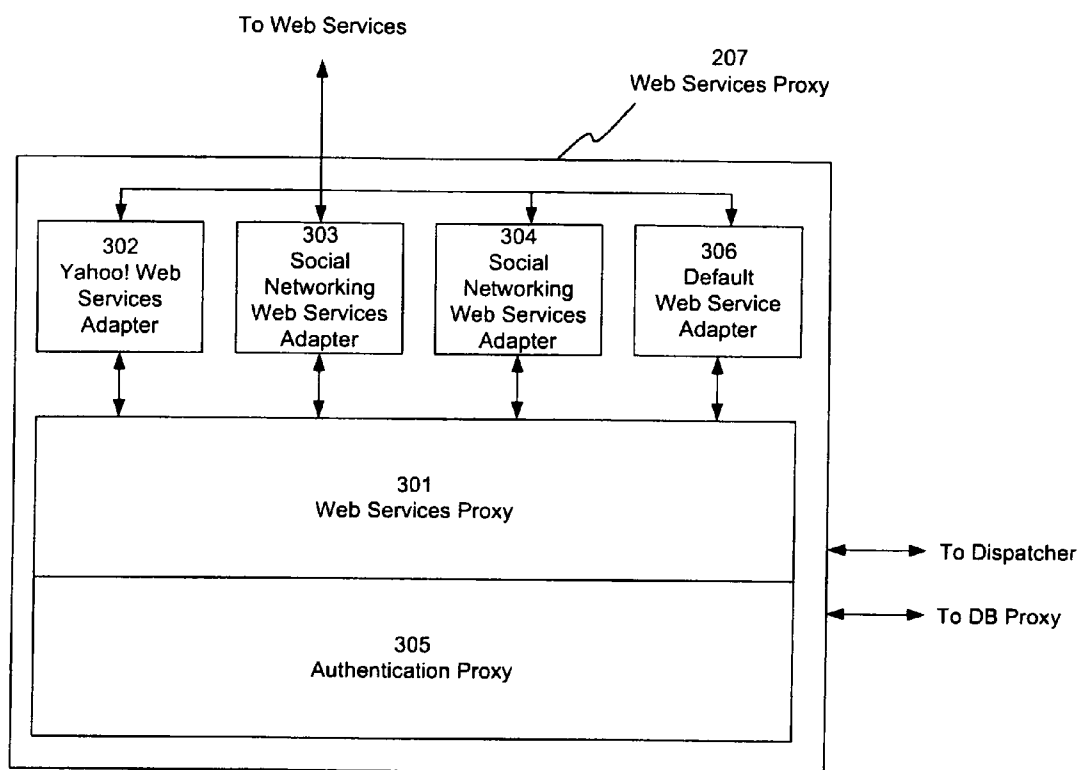 To Web Services
207
Web Services Proxy
302
Yahoo! Web
Services
Adapter
303
Social
Networking
Web Services
Adapter
304
Social
Networking
Web Services
Adapter
306
Default
Web Service
Adapter
301
Web Services Proxy
To Dispatcher
To DB Proxy
305
Authentication Proxy